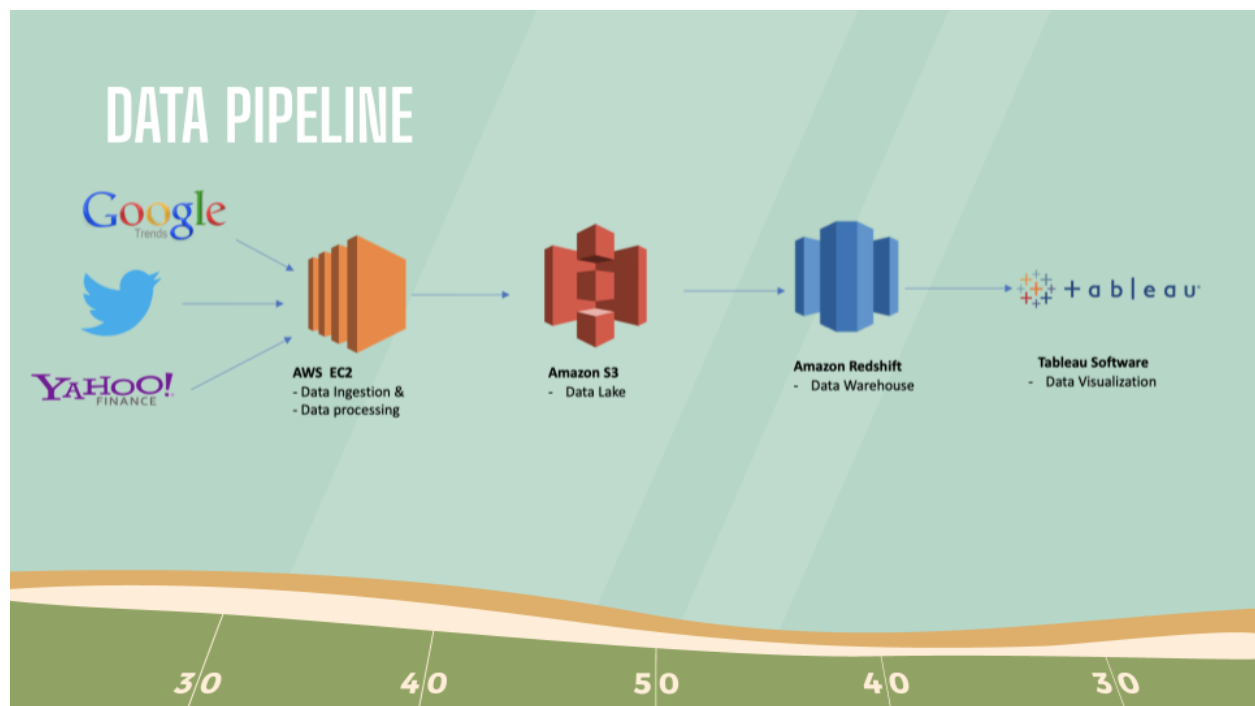 DATA PIPELINE
Google
Trends
YAHOO!
FINANCE
AWS EC2
- Data Ingestion &
- Data processing
Amazon S3
- Data Lake
Amazon Redshift
- Data Warehouse
+ableau
Tableau Software
- Data Visualization
30 40 50 40 30